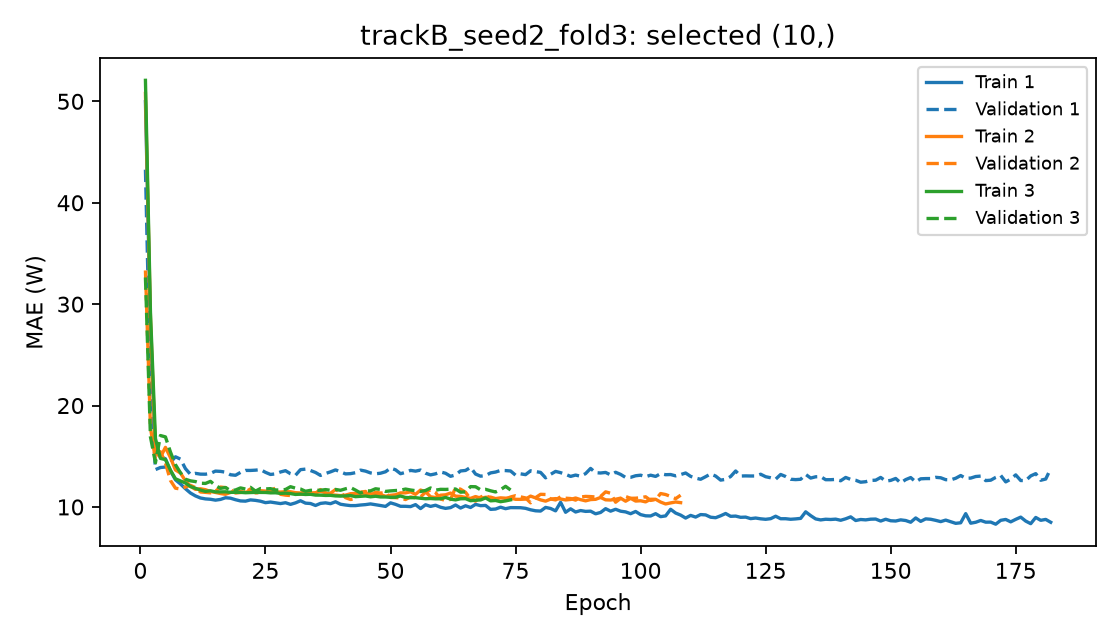 trackB_seed2_fold3: selected (10,)
Train 1
Validation 1
Train 2
Validation 2
Train 3
Validation 3
MAE (W)
50
40
30
20
10
0 25 50 75 100 125 150 175
Epoch